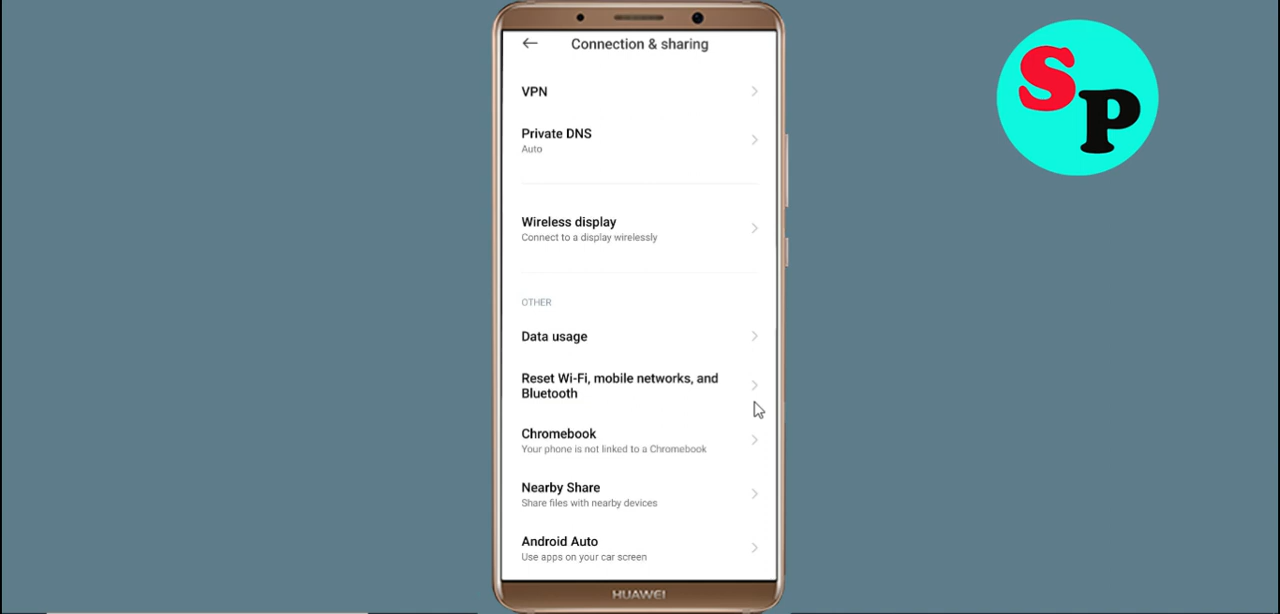 Connection & sharing
SP
VPN
Private DNS
Auto
Wireless display
Connect to a display wirelessly
OTHER
Data usage
Reset Wi-Fi, mobile networks, and
Bluetooth
Chromebook
Your phone is not linked to a Chromebook
Nearby Share
Share files with nearby devices
Android Auto
Use apps on your car screen
HUAWEI